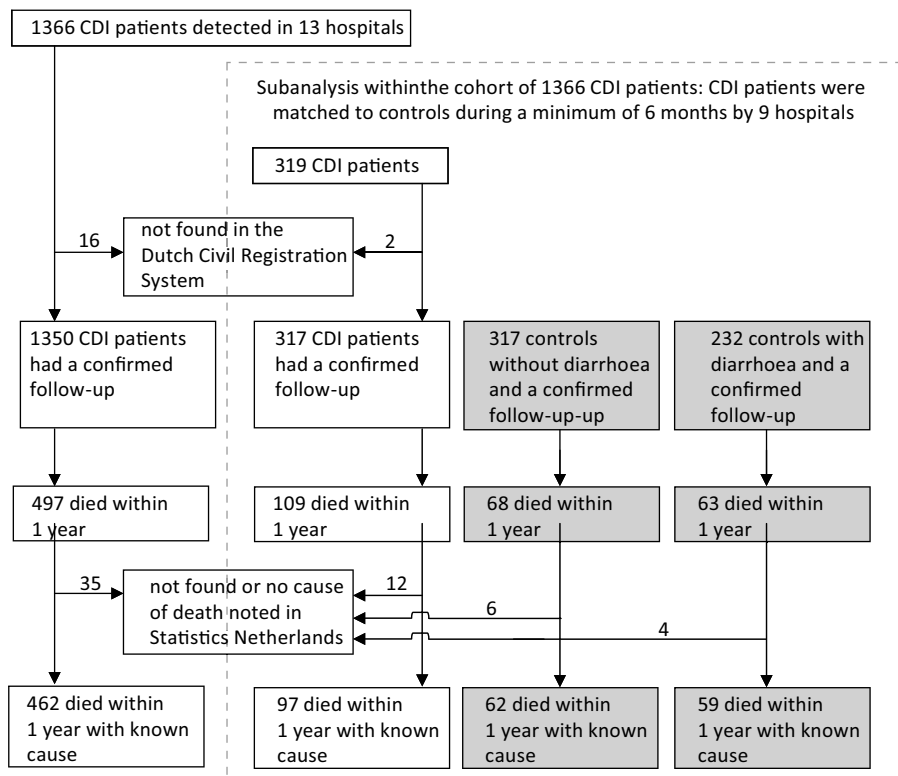 1366 CDI patients detected in 13 hospitals
Subanalysis withinthe cohort of 1366 CDI patients: CDI patients were
matched to controls during a minimum of 6 months by 9 hospitals
319 CDI patients
16
not found in the
Dutch Civil Registration
System
2
1350 CDI patients
had a confirmed
follow-up
317 CDI patients
had a confirmed
follow-up
317 controls
without diarrhoea
and a confirmed
follow-up-up
232 controls with
diarrhoea and a
confirmed
follow-up
497 died within
1 year
109 died within
1 year
68 died within
1 year
63 died within
1 year
35
not found or no cause
of death noted in
Statistics Netherlands
12
6
4
462 died within
1 year with known
cause
97 died within
1 year with known
cause
62 died within
1 year with known
cause
59 died within
1 year with known
cause